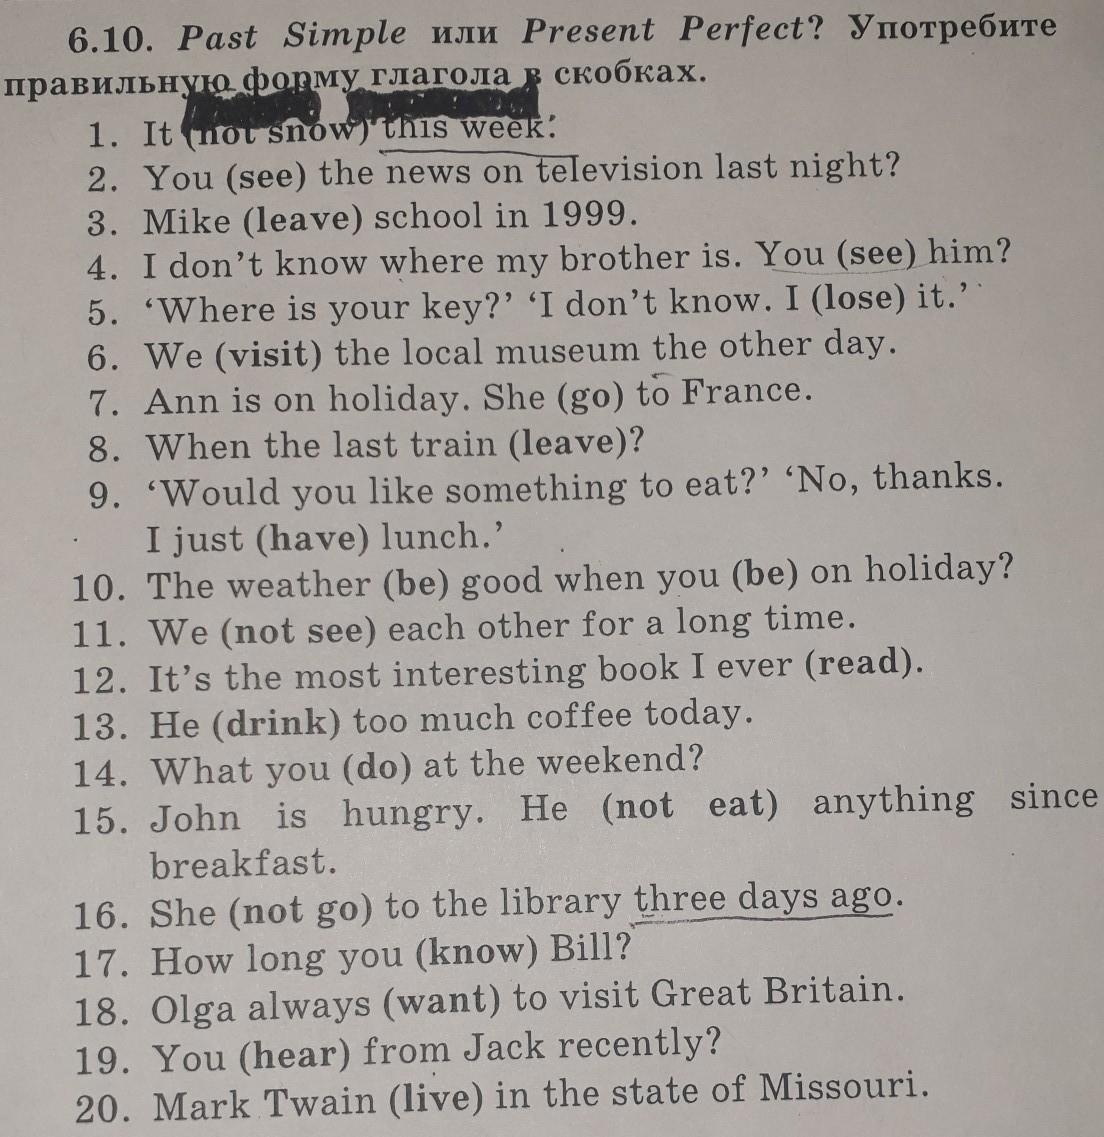 6.10. Past Simple или Present Perfect? Употребите
правильную форму глагола в скобках.
1. It (not snow) this week.
2. You (see) the news on television last night?
3. Mike (leave) school in 1999.
4. I don’t know where my brother is. You (see) him?
5. ‘Where is your key?’ ‘I don’t know. I (lose) it.’
6. We (visit) the local museum the other day.
7. Ann is on holiday. She (go) to France.
8. When the last train (leave)?
9. ‘Would you like something to eat?’ ‘No, thanks.
I just (have) lunch.’
10. The weather (be) good when you (be) on holiday?
11. We (not see) each other for a long time.
12. It’s the most interesting book I ever (read).
13. He (drink) too much coffee today.
14. What you (do) at the weekend?
15. John is hungry. He (not eat) anything since
breakfast.
16. She (not go) to the library three days ago.
17. How long you (know) Bill?
18. Olga always (want) to visit Great Britain.
19. You (hear) from Jack recently?
20. Mark Twain (live) in the state of Missouri.